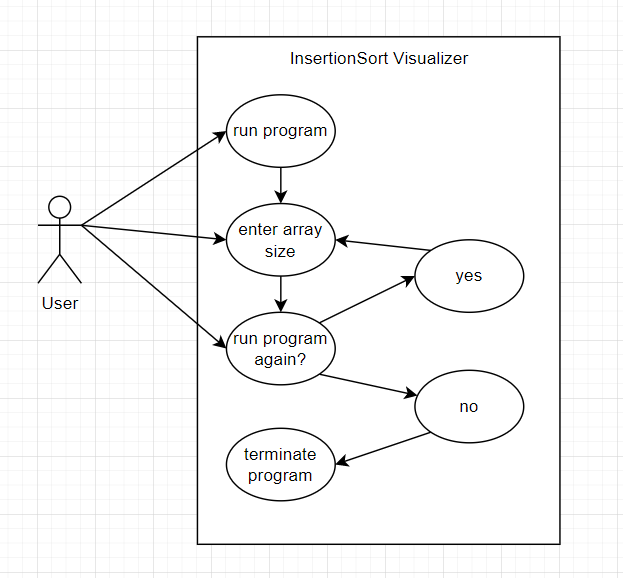 InsertionSort Visualizer
run program
enter array
size
yes
User
run program
again?
no
terminate
program